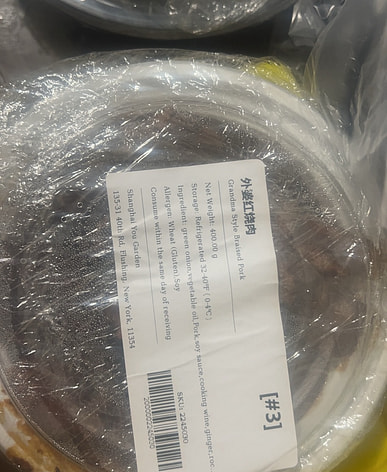 外婆红烧肉
Grandma Style Braised Pork
[#3]
Net Weight: 400.00 g
Storage: Refrigerated 32-40°F ( 0-4°C)
Ingredient: green onion,vegetable oil,Pork,soy sauce,cooking wine,ginger,roc
Allergen: Wheat (Gluten),Soy
Consume within the same day of receiving
SKU: 2245030
Shanghai You Garden
135-31 40th Rd, Flushing, New York, 11354